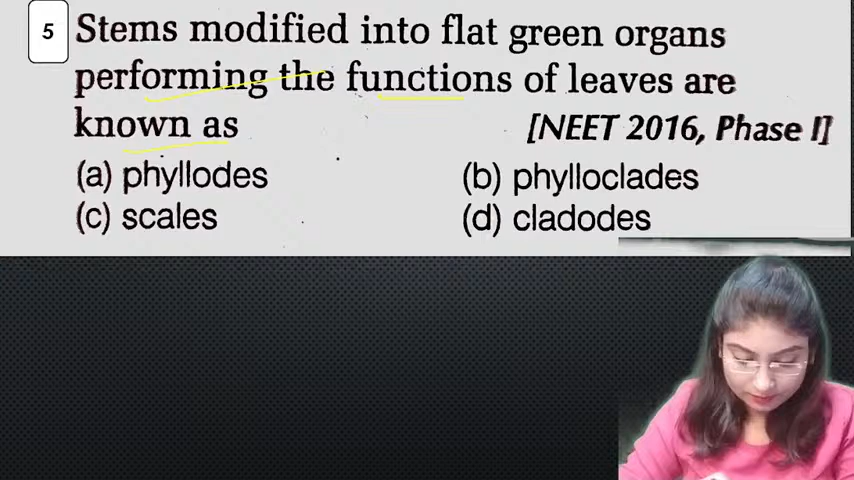 5 Stems modified into flat green organs
performing the functions of leaves are
known as [NEET 2016, Phase I]
(a) phyllodes (b) phylloclades
(c) scales (d) cladodes